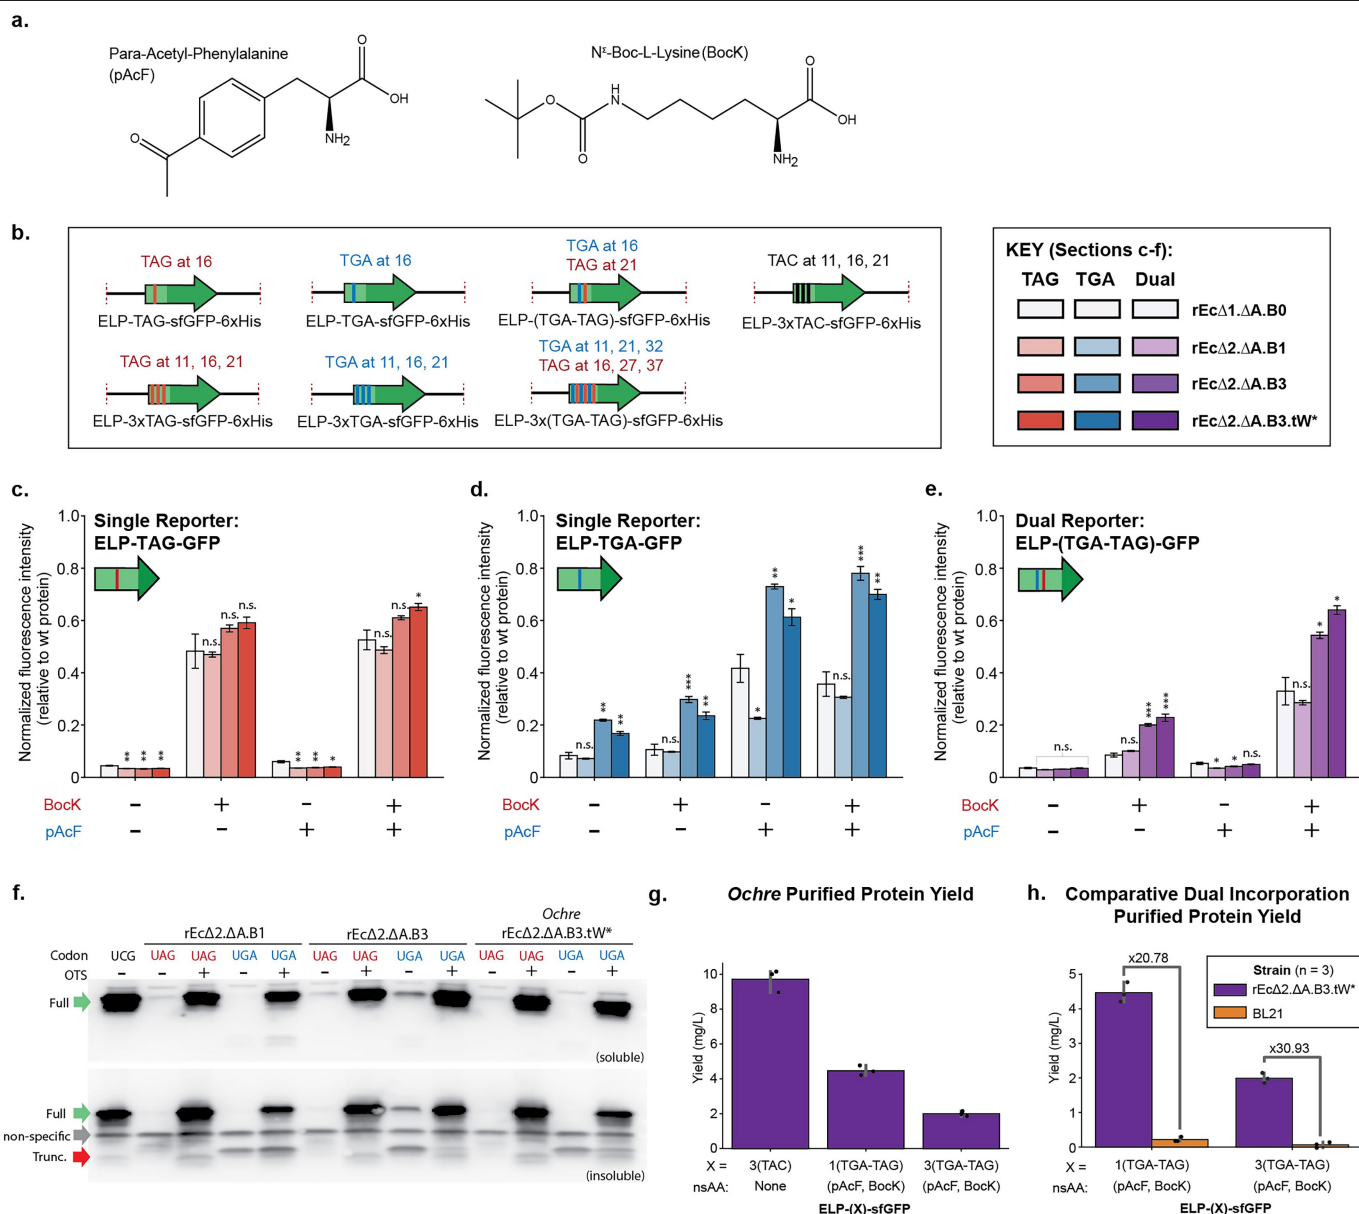 a.
Para-Acetyl-Phenylalanine
(pAcF)
O
OH
NH2
O
Nᵋ-Boc-L-Lysine (BocK)
O
H
N
O
OH
O
NH2
b.
TAG at 16
ELP-TAG-sfGFP-6xHis
TGA at 16
ELP-TGA-sfGFP-6xHis
TGA at 16
TAG at 21
ELP-(TGA-TAG)-sfGFP-6xHis
TAC at 11, 16, 21
ELP-3xTAC-sfGFP-6xHis
TAG at 11, 16, 21
ELP-3xTAG-sfGFP-6xHis
TGA at 11, 16, 21
ELP-3xTGA-sfGFP-6xHis
TGA at 11, 21, 32
TAG at 16, 27, 37
ELP-3x(TGA-TAG)-sfGFP-6xHis
KEY (Sections c-f):
TAG TGA Dual
rEcΔ1.ΔA.B0
rEcΔ2.ΔA.B1
rEcΔ2.ΔA.B3
rEcΔ2.ΔA.B3.tW*
c.
Single Reporter:
ELP-TAG-GFP
Normalized fluorescence intensity
(relative to wt protein)
1.0
0.8
0.6
0.4
0.2
0
** ** **
n.s. n.s. n.s.
** ** *
n.s. n.s. *
BocK − + − +
pAcF − − + +
d.
Single Reporter:
ELP-TGA-GFP
Normalized fluorescence intensity
(relative to wt protein)
1.0
0.8
0.6
0.4
0.2
0
n.s. ** **
n.s. *** **
* ** *
n.s. *** **
BocK − + − +
pAcF − − + +
e.
Dual Reporter:
ELP-(TGA-TAG)-GFP
Normalized fluorescence intensity
(relative to wt protein)
1.0
0.8
0.6
0.4
0.2
0
n.s.
n.s. *** ***
* * n.s.
n.s. * *
BocK − + − +
pAcF − − + +
f.
Ochre
rEcΔ2.ΔA.B1 rEcΔ2.ΔA.B3 rEcΔ2.ΔA.B3.tW*
Codon UCG UAG UAG UGA UGA UAG UAG UGA UGA UAG UAG UGA UGA
OTS − − + − + − + − + − + − +
Full
(soluble)
Full
non-specific
Trunc.
(insoluble)
g.
Ochre Purified Protein Yield
Yield (mg/L)
10
8
6
4
2
0
X = 3(TAC) 1(TGA-TAG) 3(TGA-TAG)
nsAA: None (pAcF, BocK) (pAcF, BocK)
ELP-(X)-sfGFP
h.
Comparative Dual Incorporation
Purified Protein Yield
Yield (mg/L)
5
4
3
2
1
0
x20.78
x30.93
Strain (n = 3)
rEcΔ2.ΔA.B3.tW*
BL21
X = 1(TGA-TAG) 3(TGA-TAG)
nsAA: (pAcF, BocK) (pAcF, BocK)
ELP-(X)-sfGFP